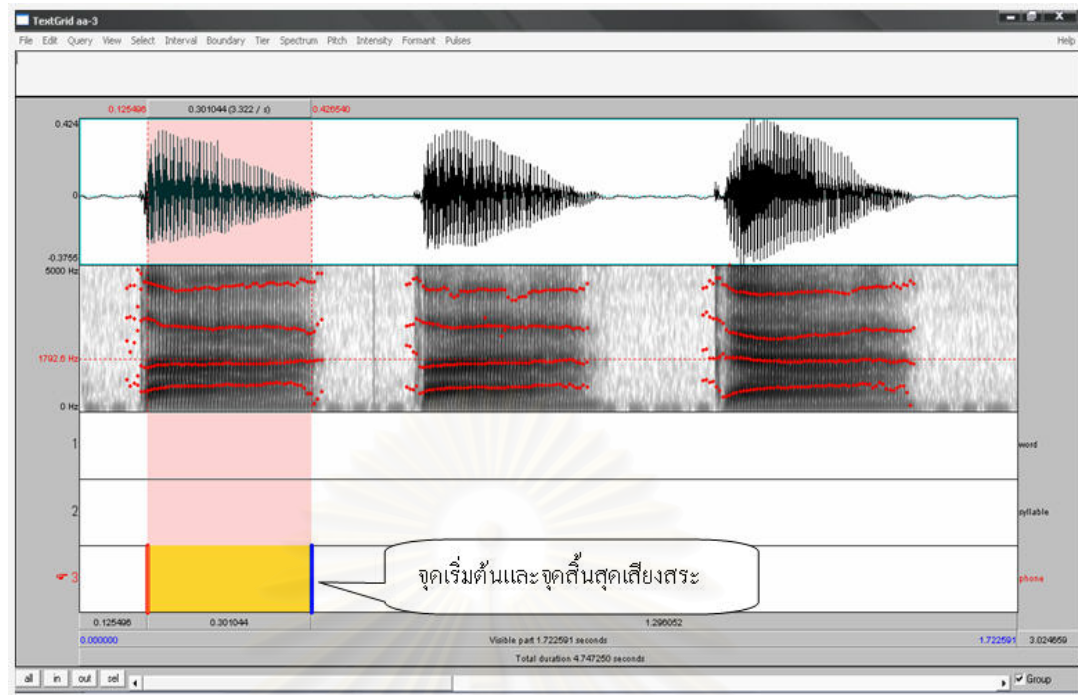 TextGrid aa-3
File Edit Query View Select Interval Boundary Tier Spectrum Pitch Intensity Formant Pulses Help
0.125496 0.301044 (3.322 / s) 0.426540
0.424
0
-0.3755
5000 Hz
1792.6 Hz
0 Hz
1 word
2 syllable
3 phone
จุดเริ่มต้นและจุดสิ้นสุดเสียงสระ
0.125496 0.301044 1.296052
0.000000 Visible part 1.722591 seconds 1.722591 3.024659
Total duration 4.747250 seconds
all in out sel Group